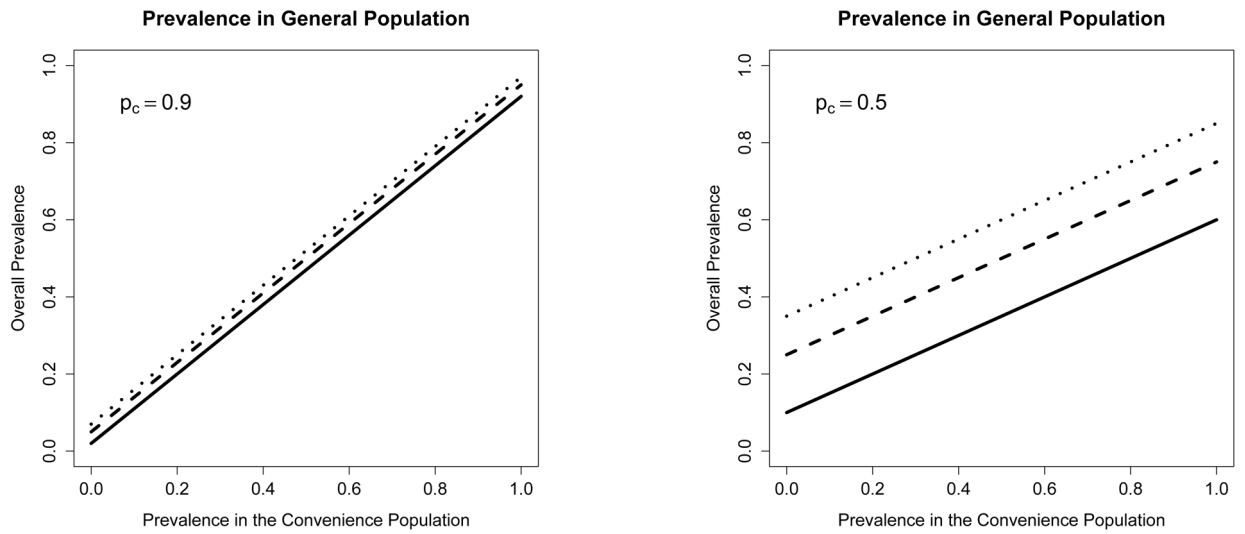 Prevalence in General Population
p_c = 0.9
Overall Prevalence
1.0
0.8
0.6
0.4
0.2
0.0
0.0 0.2 0.4 0.6 0.8 1.0
Prevalence in the Convenience Population
Prevalence in General Population
p_c = 0.5
Overall Prevalence
1.0
0.8
0.6
0.4
0.2
0.0
0.0 0.2 0.4 0.6 0.8 1.0
Prevalence in the Convenience Population